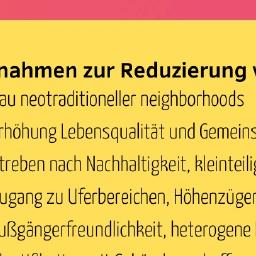 nahmen zur Reduzierung v
au neotraditioneller neighborhoods
rhöhung Lebensqualität und Gemeins
treben nach Nachhaltigkeit, kleinteilig
ugang zu Uferbereichen, Höhenzüger
ußgängerfreundlichkeit, heterogene